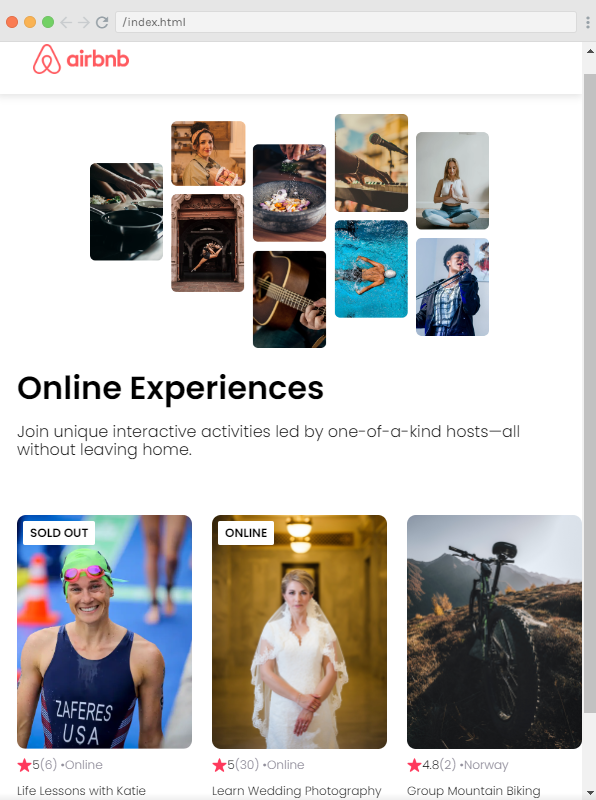 /index.html
airbnb
Online Experiences
Join unique interactive activities led by one-of-a-kind hosts—all
without leaving home.
SOLD OUT
ZAFERES
USA
★5(6) •Online
Life Lessons with Katie
ONLINE
★5(30) •Online
Learn Wedding Photography
★4.8(2) •Norway
Group Mountain Biking